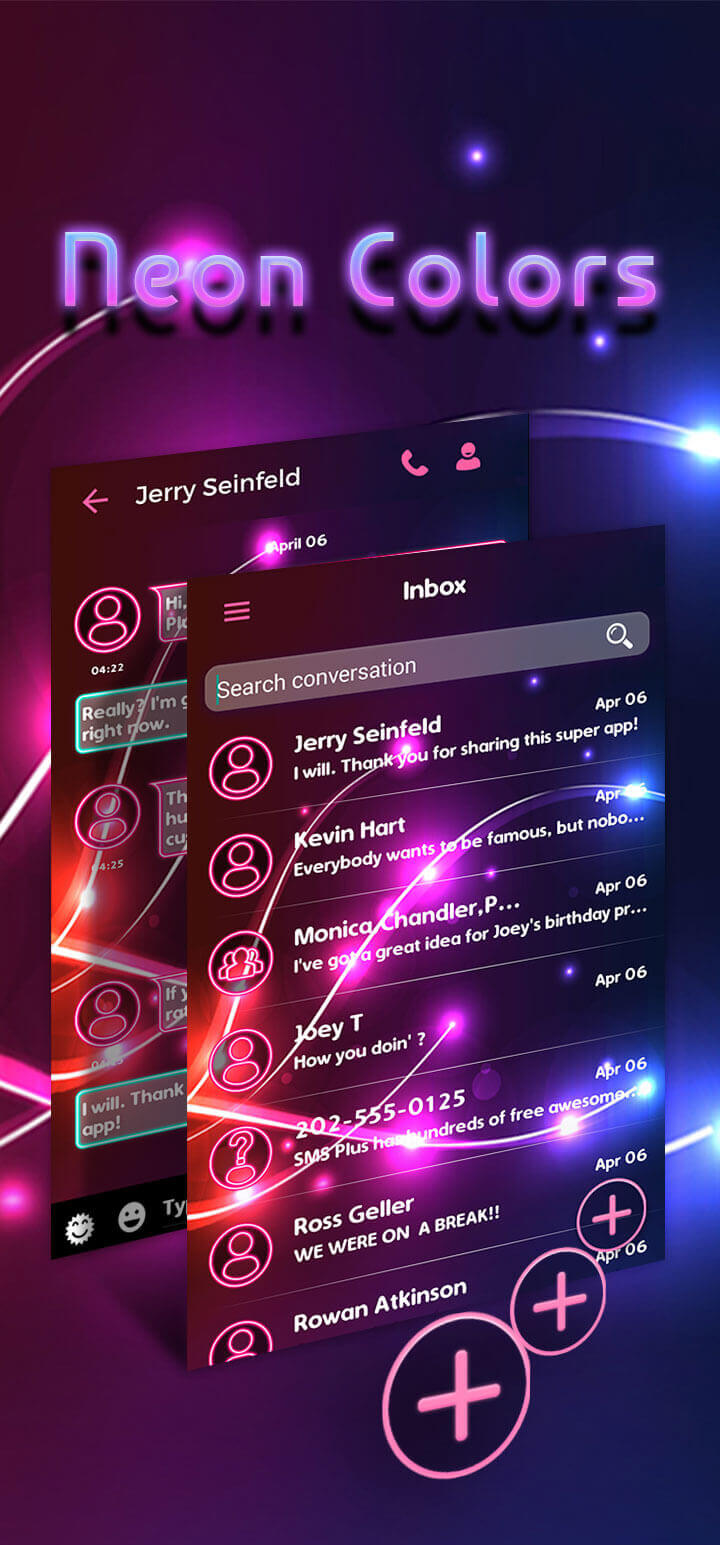 Neon Colors
Jerry Seinfeld
April 06
Hi,
04:22
Really? I'm
right now.
Th
hu
04:25
If
I will. Thank
app!
Inbox
Search conversation
Apr 06
Jerry Seinfeld
I will. Thank you for sharing this super app!
Apr 06
Kevin Hart
Everybody wants to be famous, but nobo...
Apr 06
Monica,Chandler,P...
I've got a great idea for Joey's birthday pr...
Apr 06
Joey T
How you doin' ?
Apr 06
202-555-0125
SMS Plus has hundreds of free awesome...
Apr 06
Ross Geller
WE WERE ON A BREAK!!
Apr 06
Rowan Atkinson